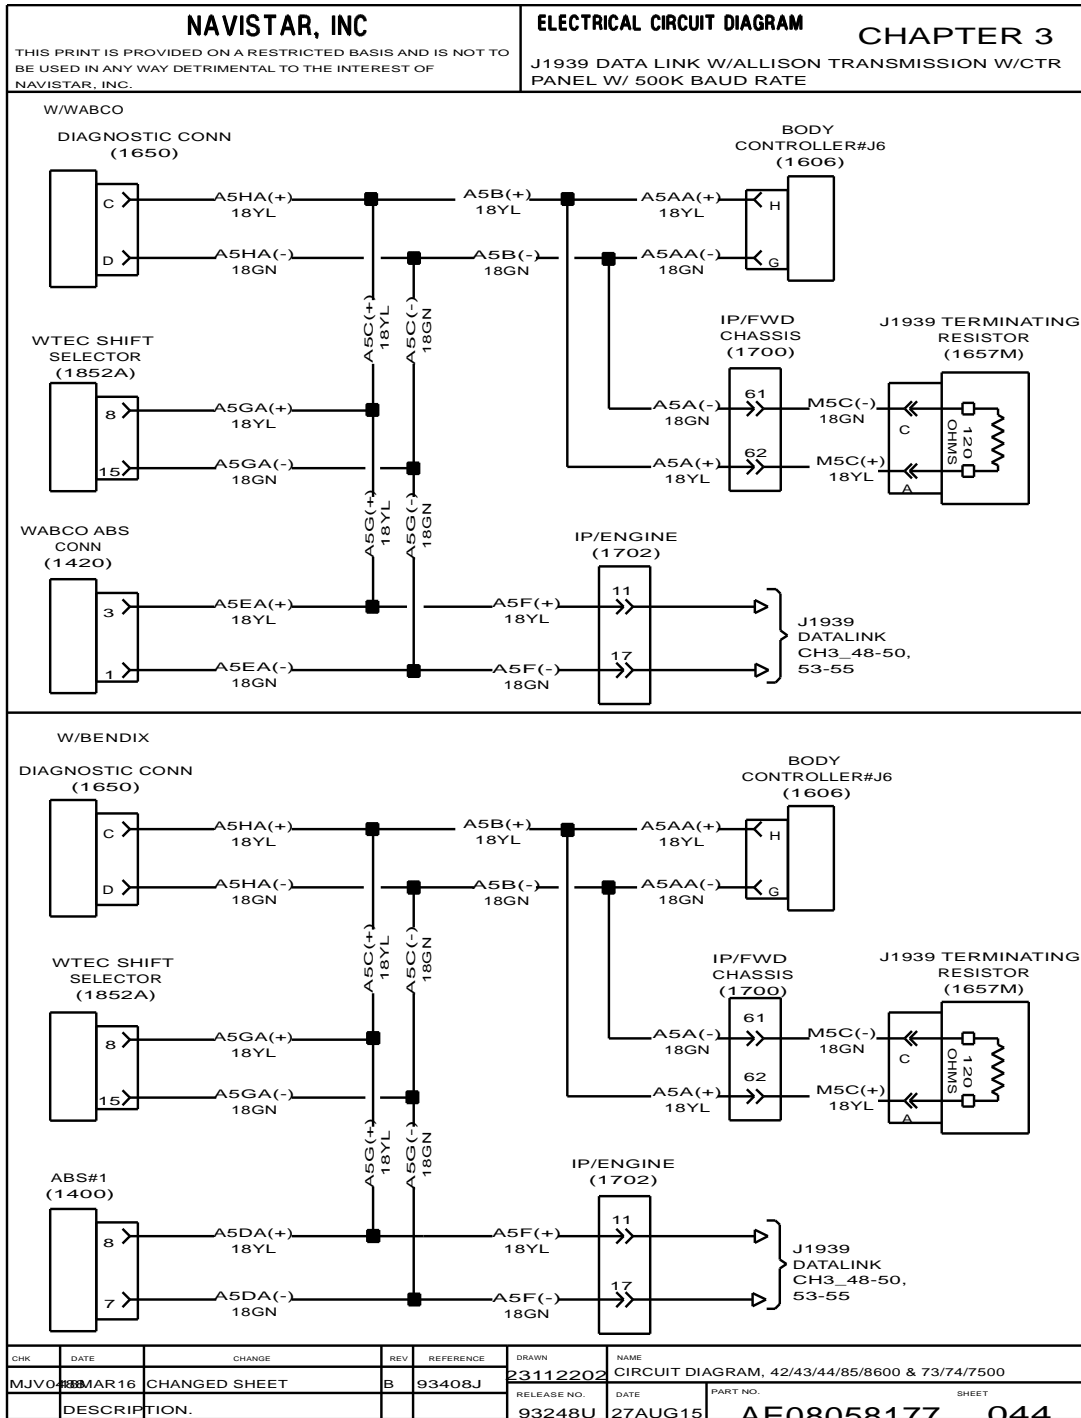 NAVISTAR, INC
THIS PRINT IS PROVIDED ON A RESTRICTED BASIS AND IS NOT TO
BE USED IN ANY WAY DETRIMENTAL TO THE INTEREST OF
NAVISTAR, INC.
ELECTRICAL CIRCUIT DIAGRAM
CHAPTER 3
J1939 DATA LINK W/ALLISON TRANSMISSION W/CTR
PANEL W/ 500K BAUD RATE
W/WABCO
DIAGNOSTIC CONN
(1650)
C
A5HA(+)
18YL
A5B(+)
18YL
A5AA(+)
18YL
BODY
CONTROLLER#J6
(1606)
H
D
A5HA(-)
18GN
A5B(-)
18GN
A5AA(-)
18GN
G
A5C(+)
18YL
A5C(-)
18GN
WTEC SHIFT
SELECTOR
(1852A)
8
A5GA(+)
18YL
15
A5GA(-)
18GN
IP/FWD
CHASSIS
(1700)
J1939 TERMINATING
RESISTOR
(1657M)
A5A(-)
18GN
61
M5C(-)
18GN
C
A5A(+)
18YL
62
M5C(+)
18YL
A
120
OHMS
A5G(+)
18YL
A5G(-)
18GN
WABCO ABS
CONN
(1420)
3
A5EA(+)
18YL
1
A5EA(-)
18GN
IP/ENGINE
(1702)
A5F(+)
18YL
11
A5F(-)
18GN
17
J1939
DATALINK
CH3_48-50,
53-55
W/BENDIX
DIAGNOSTIC CONN
(1650)
C
A5HA(+)
18YL
A5B(+)
18YL
A5AA(+)
18YL
BODY
CONTROLLER#J6
(1606)
H
D
A5HA(-)
18GN
A5B(-)
18GN
A5AA(-)
18GN
G
A5C(+)
18YL
A5C(-)
18GN
WTEC SHIFT
SELECTOR
(1852A)
8
A5GA(+)
18YL
15
A5GA(-)
18GN
IP/FWD
CHASSIS
(1700)
J1939 TERMINATING
RESISTOR
(1657M)
A5A(-)
18GN
61
M5C(-)
18GN
C
A5A(+)
18YL
62
M5C(+)
18YL
A
120
OHMS
A5G(+)
18YL
A5G(-)
18GN
ABS#1
(1400)
8
A5DA(+)
18YL
7
A5DA(-)
18GN
IP/ENGINE
(1702)
A5F(+)
18YL
11
A5F(-)
18GN
17
J1939
DATALINK
CH3_48-50,
53-55
CHK DATE CHANGE REV REFERENCE
CHANGED SHEET B 93408J
DESCRIPTION.
DRAWN
23112202
NAME
CIRCUIT DIAGRAM, 42/43/44/85/8600 & 73/74/7500
RELEASE NO.
93248U
DATE
27AUG15
PART NO.
AE08058177
SHEET
044